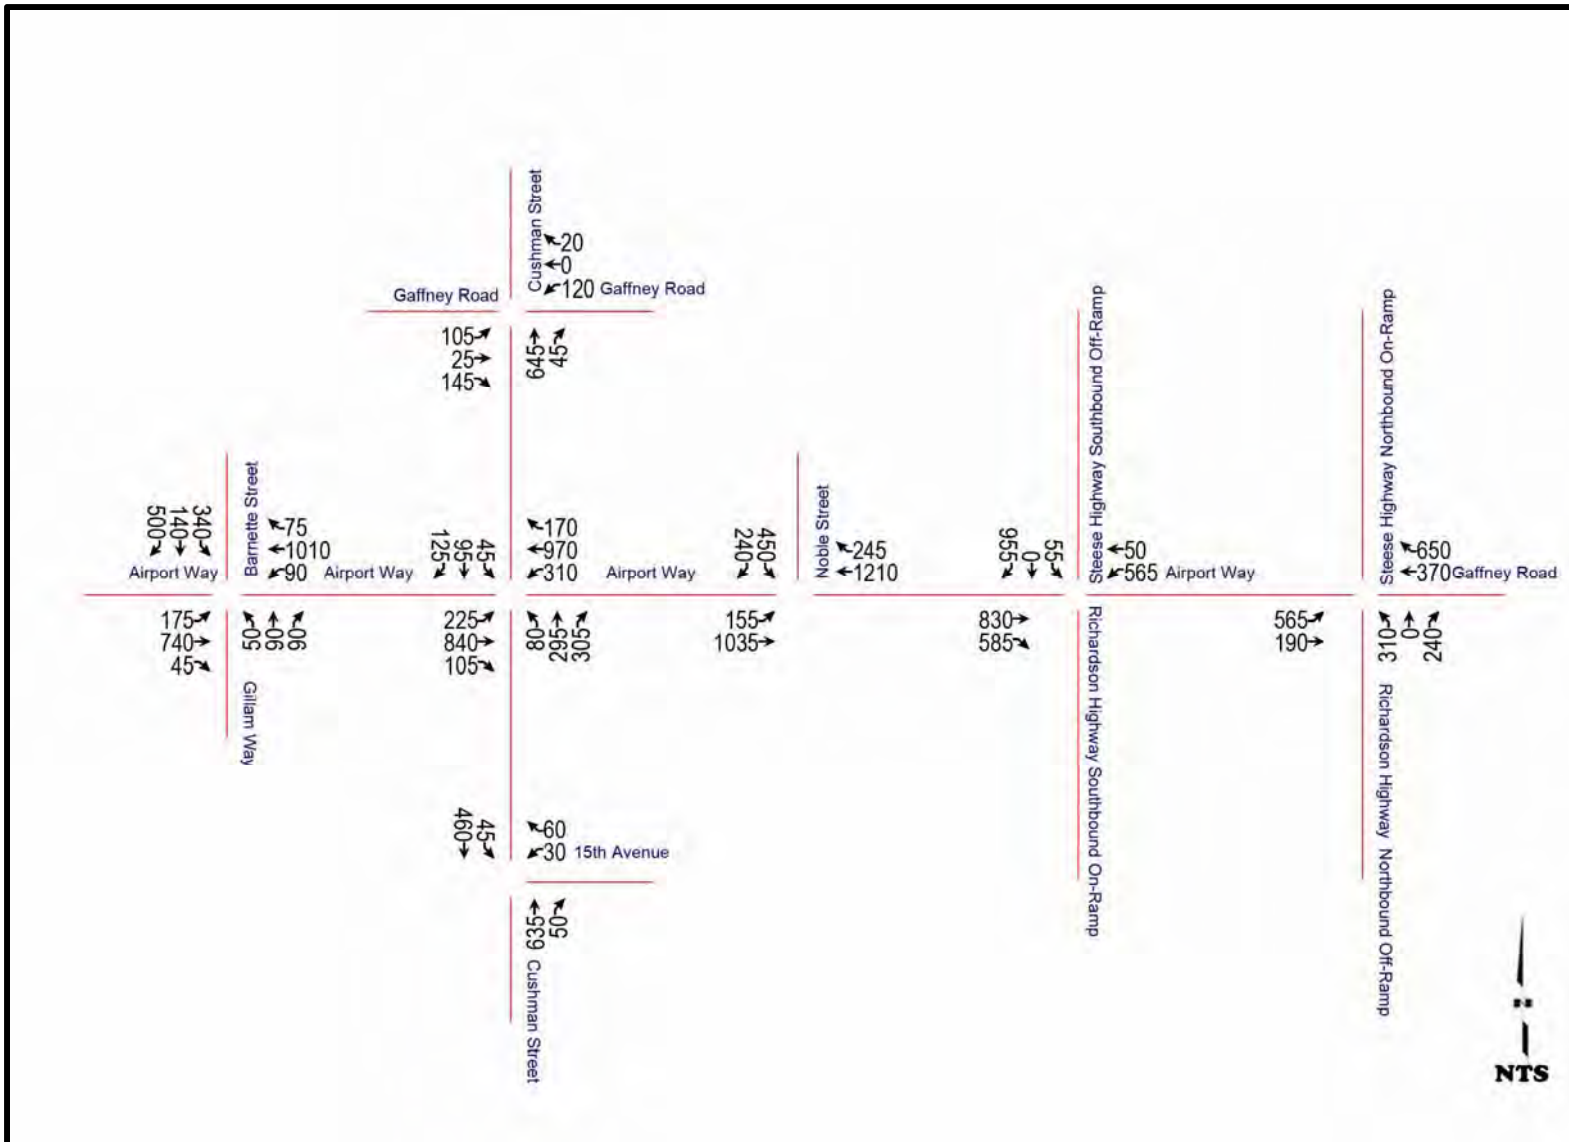 Cushman Street
20
0
120 Gaffney Road
Gaffney Road
105
25
145
645
45
Barnette Street
500
140
340
75
1010
90
Airport Way
Airport Way
175
740
45
50
90
90
Gillam Way
125
95
45
170
970
310
Airport Way
225
840
105
80
295
305
240
450
Noble Street
245
1210
155
1035
Steese Highway Southbound Off-Ramp
955
0
55
50
565 Airport Way
830
585
Richardson Highway Southbound On-Ramp
Steese Highway Northbound On-Ramp
650
370 Gaffney Road
565
190
310
0
240
Richardson Highway Northbound Off-Ramp
460
45
60
30 15th Avenue
635
50
Cushman Street
N
NTS